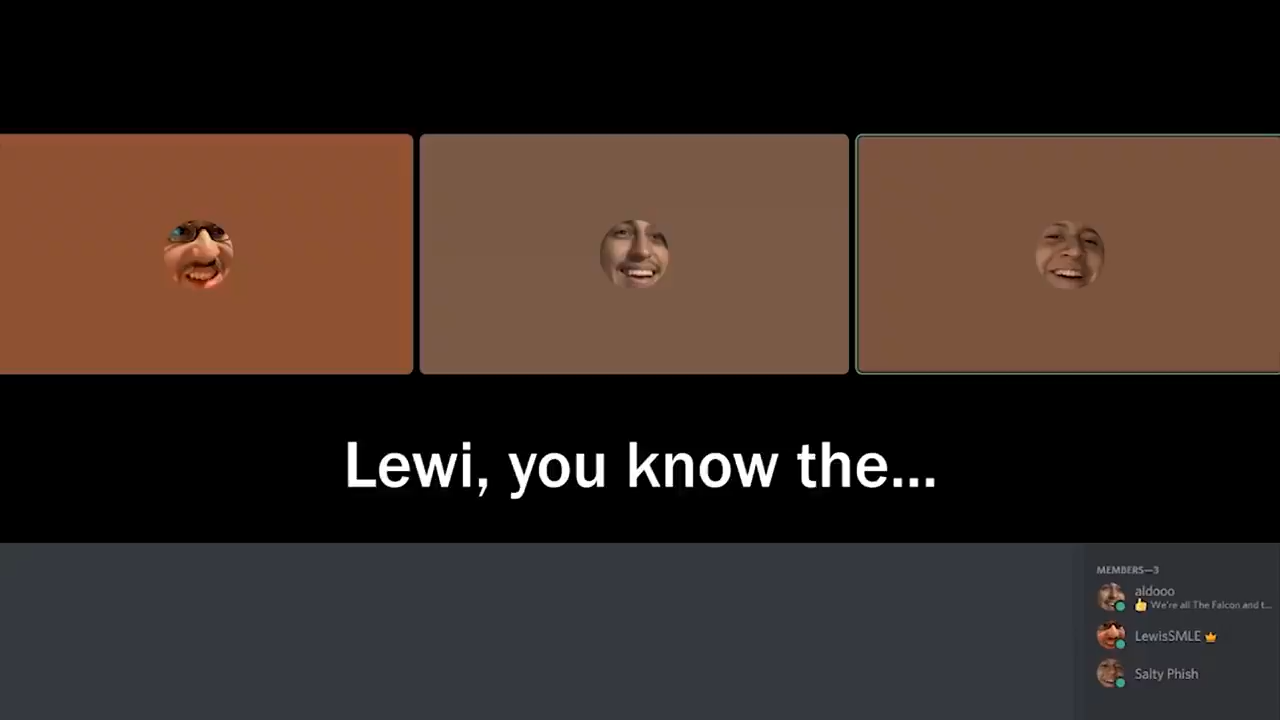 Lewi, you know the...
MEMBERS—3
aldooo
We're all The Falcon and t...
LewisSMLE
Salty Phish